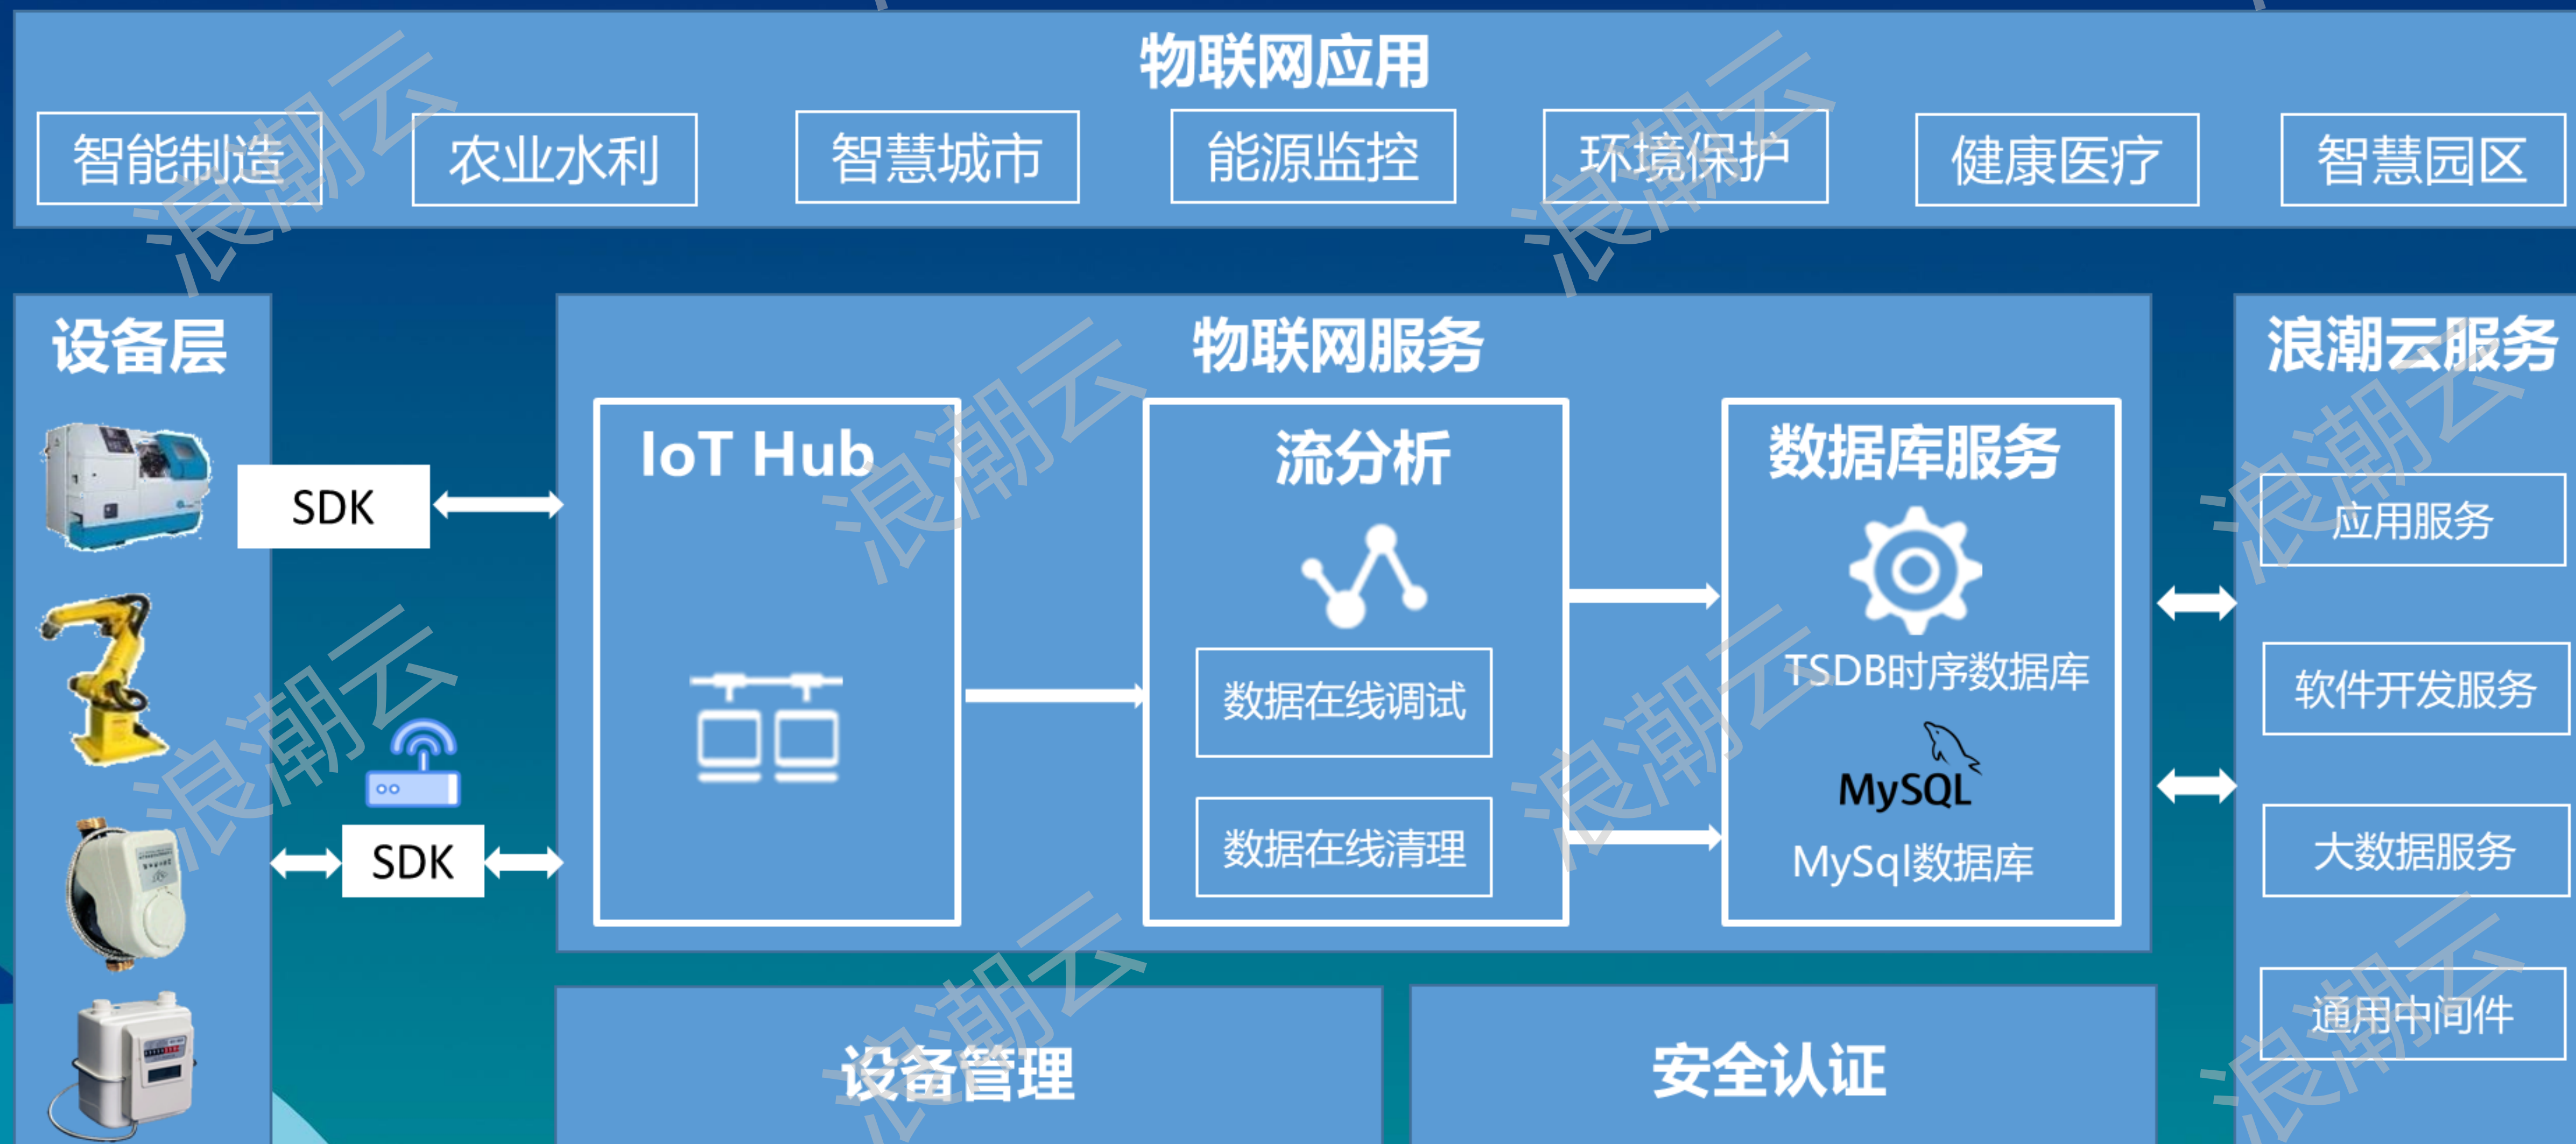 物联网应用
智能制造
农业水利
智慧城市
能源监控
环境保护
健康医疗
智慧园区
设备层
SDK
SDK
物联网服务
IoT Hub
流分析
数据在线调试
数据在线清理
数据库服务
TSDB时序数据库
MySQL
MySql数据库
浪潮云服务
应用服务
软件开发服务
大数据服务
通用中间件
设备管理
安全认证
浪潮云
浪潮云
浪潮云
浪潮云
浪潮云
浪潮云
浪潮云
浪潮云